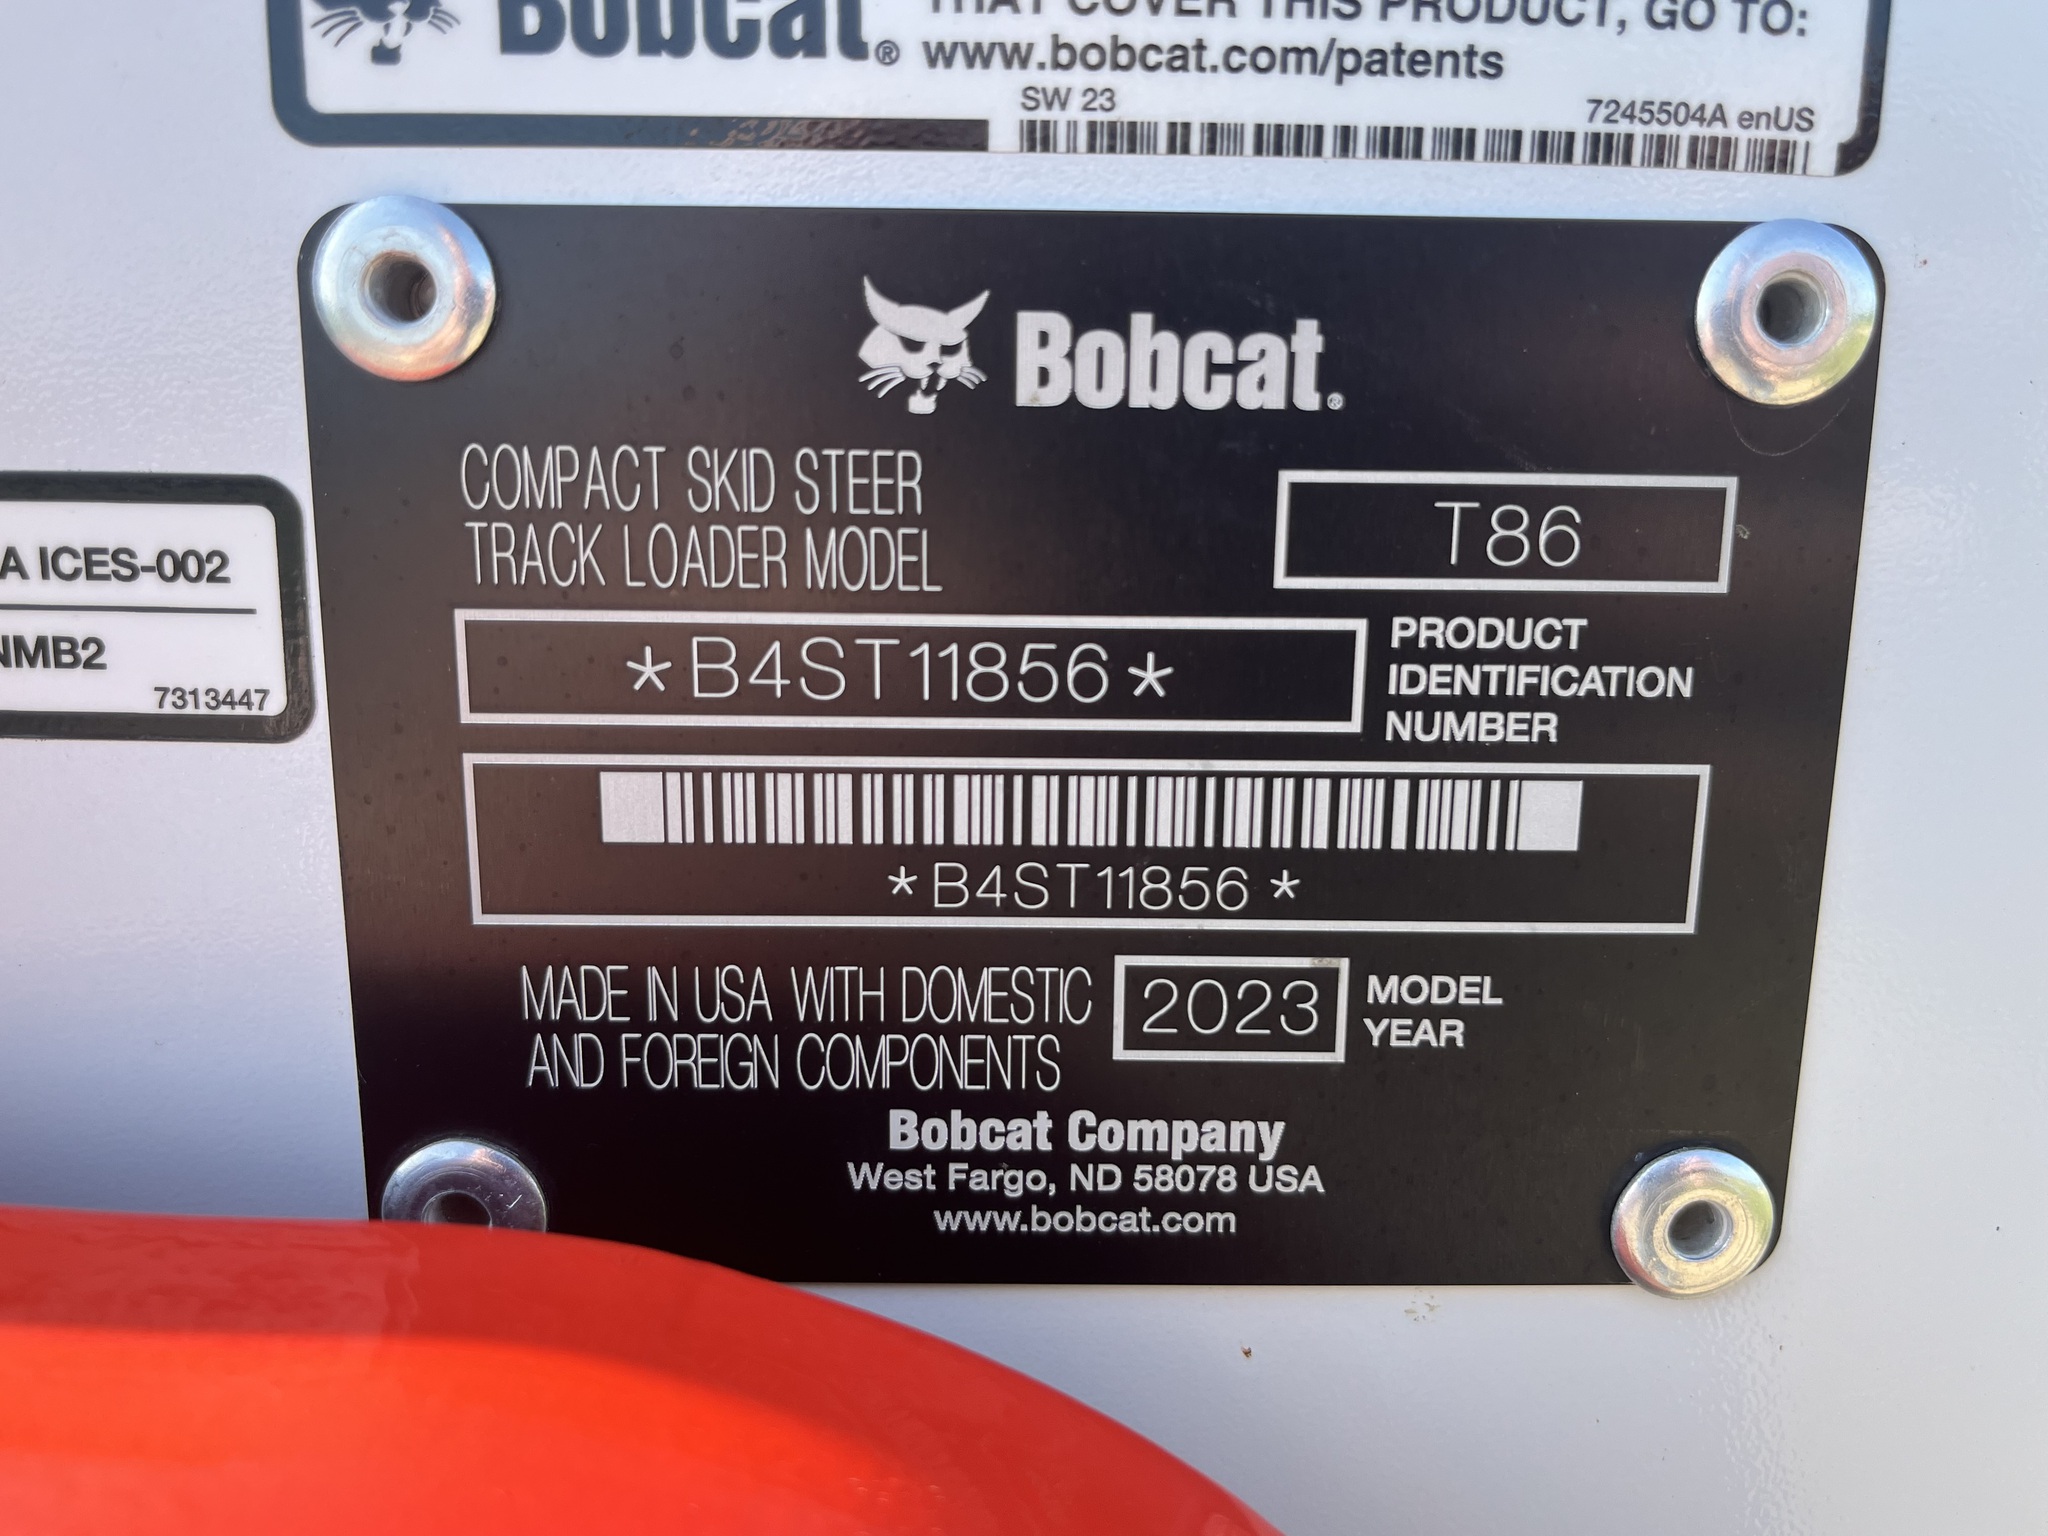 Bobcat®
THAT COVER THIS PRODUCT, GO TO:
www.bobcat.com/patents
SW 23
7245504A enUS
A ICES-002
NMB2
7313447
Bobcat®
COMPACT SKID STEER
TRACK LOADER MODEL
T86
*B4ST11856*
PRODUCT
IDENTIFICATION
NUMBER
*B4ST11856*
MADE IN USA WITH DOMESTIC
AND FOREIGN COMPONENTS
2023
MODEL
YEAR
Bobcat Company
West Fargo, ND 58078 USA
www.bobcat.com